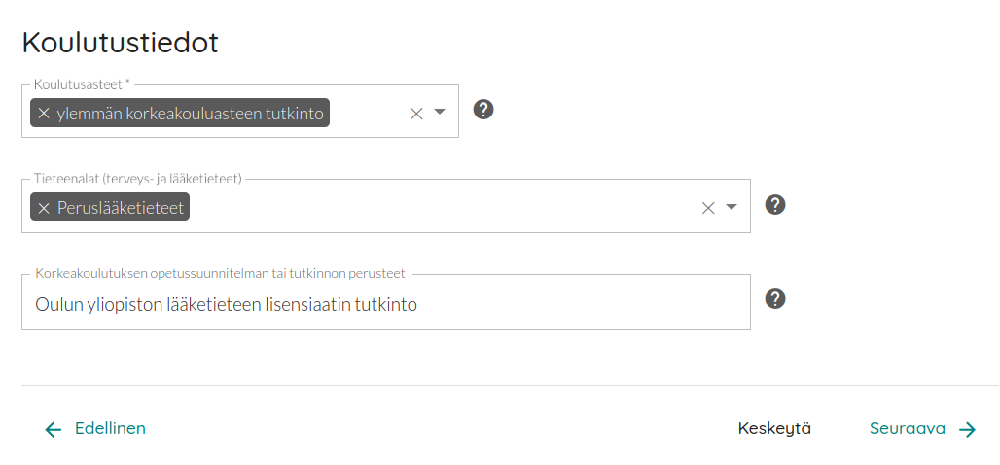 Koulutustiedot
Koulutusasteet *
× ylemmän korkeakouluasteen tutkinto
Tieteenalat (terveys- ja lääketieteet)
× Peruslääketieteet
Korkeakoulutuksen opetussuunnitelman tai tutkinnon perusteet
Oulun yliopiston lääketieteen lisensiaatin tutkinto
← Edellinen Keskeytä Seuraava →